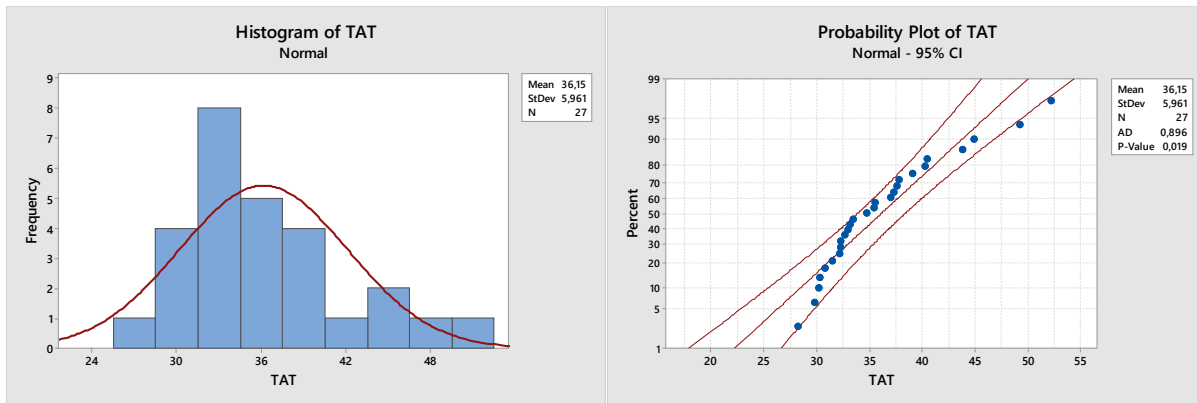 Histogram of TAT
Normal
Frequency
9
8
7
6
5
4
3
2
1
0
24 30 36 42 48
TAT
Mean 36,15
StDev 5,961
N 27
Probability Plot of TAT
Normal - 95% CI
Percent
99
95
90
80
70
60
50
40
30
20
10
5
1
20 25 30 35 40 45 50 55
TAT
Mean 36,15
StDev 5,961
N 27
AD 0,896
P-Value 0,019